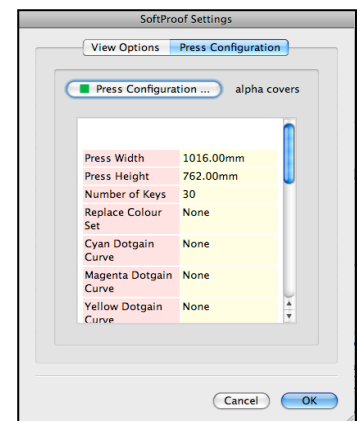 SoftProof Settings
View Options Press Configuration
Press Configuration ... alpha covers
Press Width 1016.00mm
Press Height 762.00mm
Number of Keys 30
Replace Colour None
Set
Cyan Dotgain None
Curve
Magenta Dotgain None
Curve
Yellow Dotgain None
Curve
Cancel OK